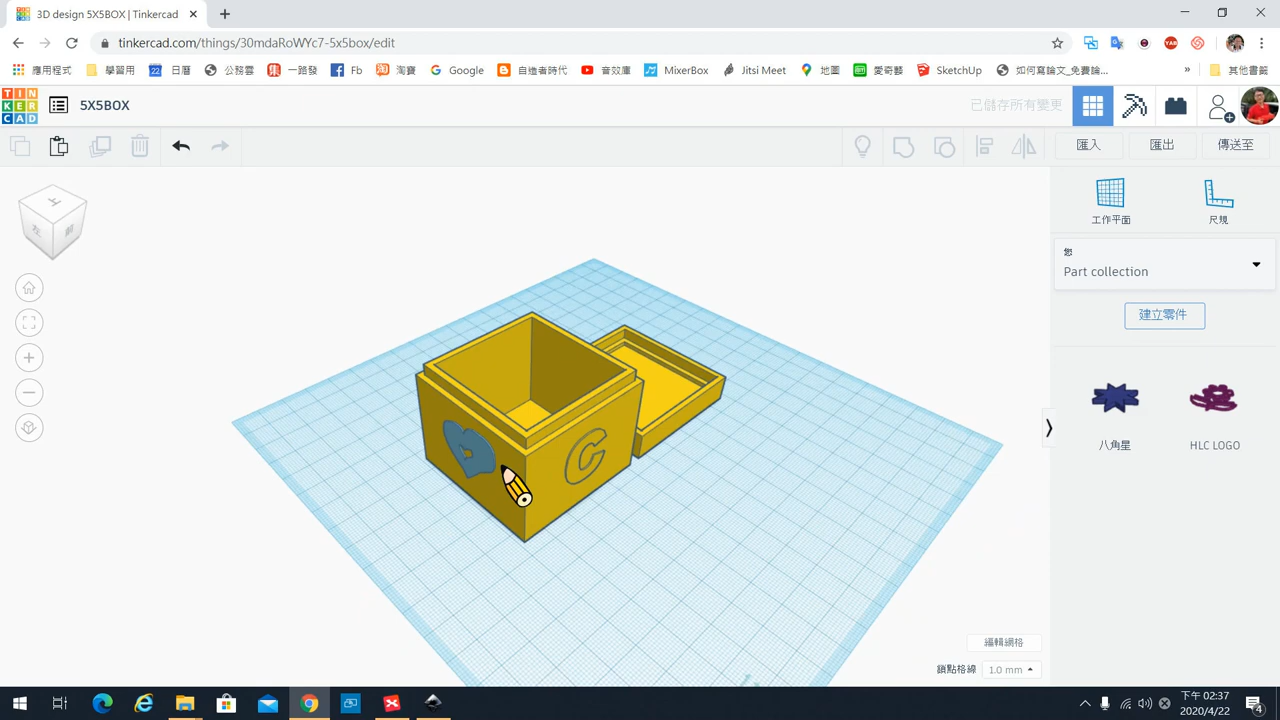 3D design 5X5BOX | Tinkercad
tinkercad.com/things/30mdaRoWYc7-5x5box/edit
應用程式 學習用 22 日曆 公務雲 集 一路發 Fb 淘寶 Google 自造者時代 音效庫 MixerBox Jitsi Meet 地圖 愛奇藝 SketchUp 如何寫論文_免費論... » 其他書籤
TINKERCAD 5X5BOX 已儲存所有變更
匯入 匯出 傳送至
工作平面 尺規
您
Part collection
建立零件
八角星 HLC LOGO
C
編輯網格
鎖點格線 1.0 mm
下午 02:37
2020/4/22
4